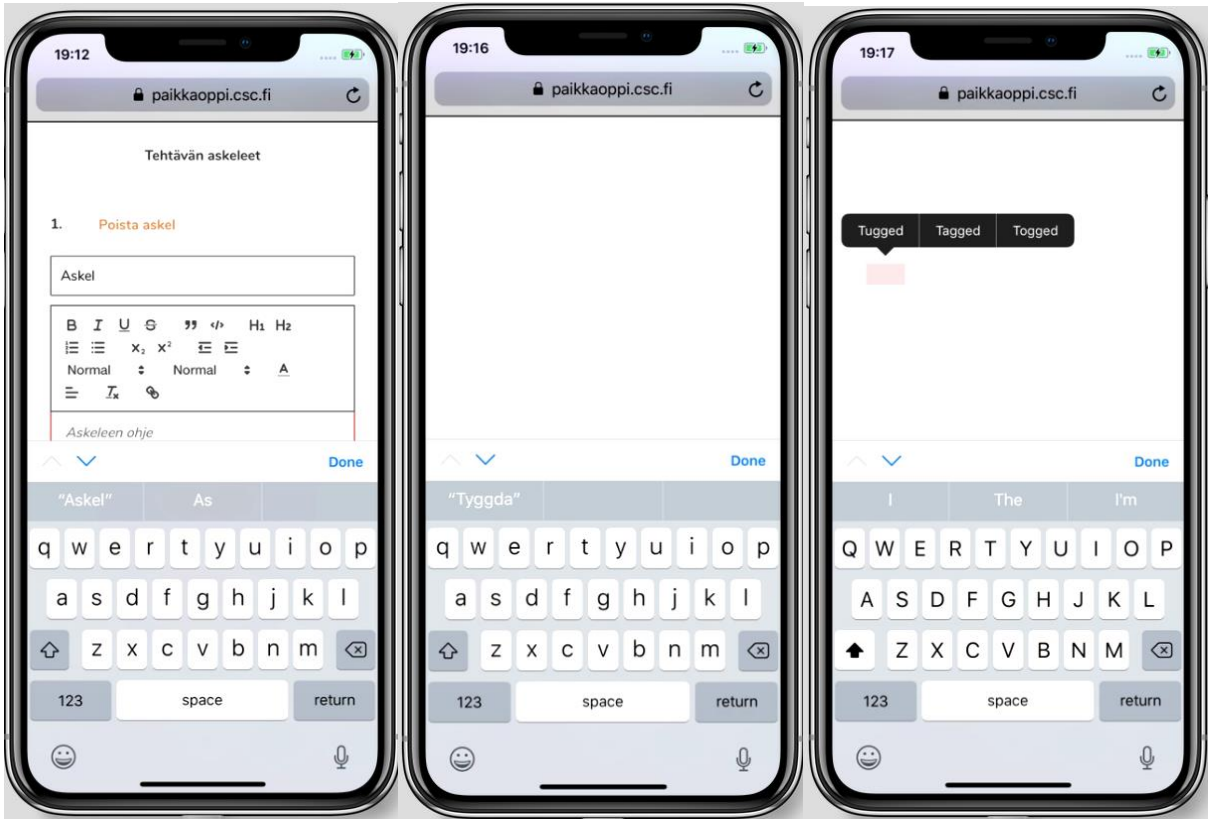 19:12
paikkaoppi.csc.fi
Tehtävän askeleet
1. Poista askel
Askel
B I U S ” </> H1 H2
X2 X2
Normal Normal A
Tx
Askeleen ohje
Done
“Askel” As
q w e r t y u i o p
a s d f g h j k l
z x c v b n m
123 space return
19:16
paikkaoppi.csc.fi
Done
“Tyggda”
q w e r t y u i o p
a s d f g h j k l
z x c v b n m
123 space return
19:17
paikkaoppi.csc.fi
Tugged Tagged Togged
Done
I The I'm
Q W E R T Y U I O P
A S D F G H J K L
Z X C V B N M
123 space return